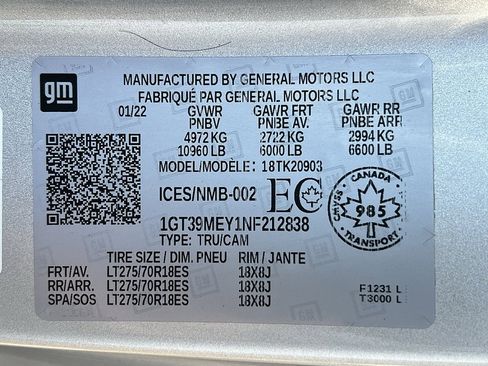 gm
MANUFACTURED BY GENERAL MOTORS LLC
FABRIQUÉ PAR GENERAL MOTORS LLC
01/22 GVWR GAWR FRT GAWR RR
PNBV PNBE AV. PNBE ARR
4972 KG 2722 KG 2994 KG
10960 LB 6000 LB 6600 LB
MODEL/MODÈLE: 18TK20903
ICES/NMB-002 EC
CANADA
985
TRANSPORT
1GT39MEY1NF212838
TYPE: TRU/CAM
TIRE SIZE / DIM. PNEU RIM / JANTE
FRT/AV. LT275/70R18ES 18X8J
RR/ARR. LT275/70R18ES 18X8J F1231 L
SPA/SOS LT275/70R18ES 18X8J T3000 L